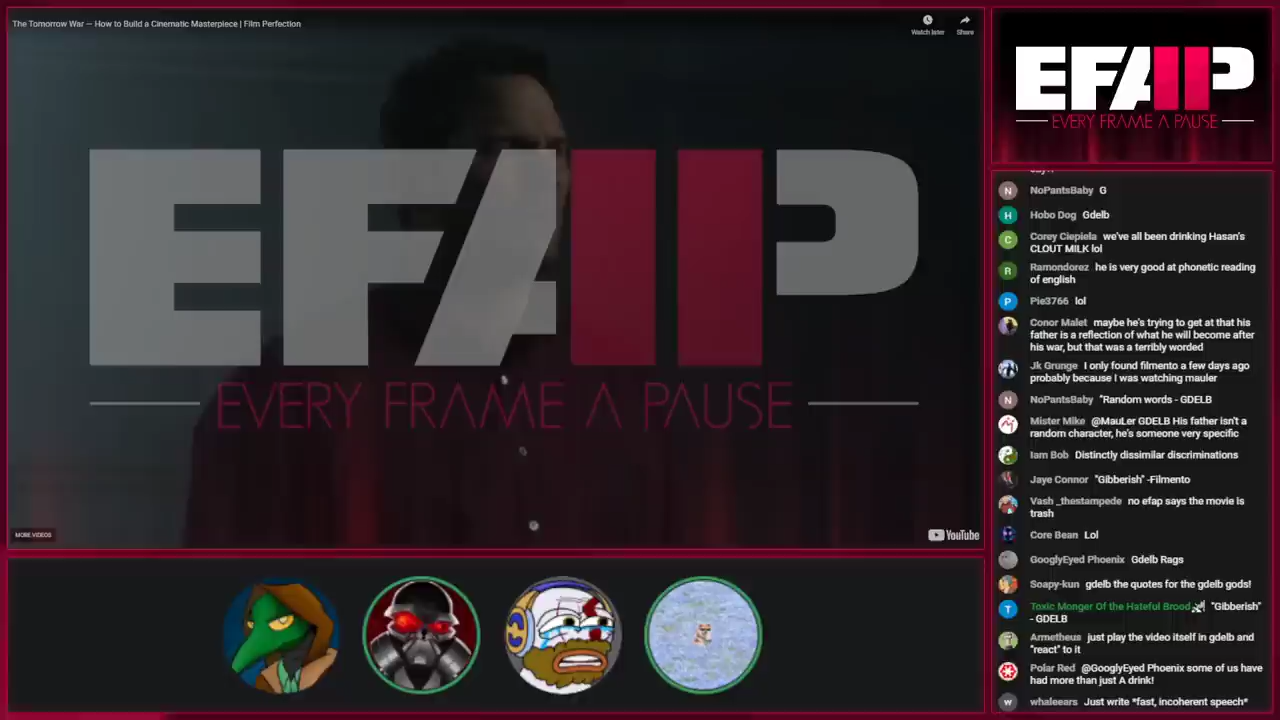 The Tomorrow War – How to Build a Cinematic Masterpiece | Film Perfection
Watch later
Share
EFAP
EVERY FRAME A PAUSE
MORE VIDEOS
YouTube
EFAP
EVERY FRAME A PAUSE
N NoPantsBaby G
H Hobo Dog Gdelb
C Corey Ciepiela we've all been drinking Hasan's
CLOUT MILK lol
R Ramondorez he is very good at phonetic reading
of english
P Pie3766 lol
Conor Malet maybe he's trying to get at that his
father is a reflection of what he will become after
his war, but that was a terribly worded
Jk Grunge I only found filmento a few days ago
probably because I was watching mauler
N NoPantsBaby "Random words - GDELB
Mister Mike @MauLer GDELB His father isn't a
random character, he's someone very specific
Iam Bob Distinctly dissimilar discriminations
Jaye Connor "Gibberish" -Filmento
Vash _thestampede no efap says the movie is
trash
Core Bean Lol
GooglyEyed Phoenix Gdelb Rags
Soapy-kun gdelb the quotes for the gdelb gods!
T Toxic Monger Of the Hateful Brood "Gibberish"
- GDELB
Armetheus just play the video itself in gdelb and
"react" to it
Polar Red @GooglyEyed Phoenix some of us have
had more than just A drink!
w whaleears Just write *fast, incoherent speech*